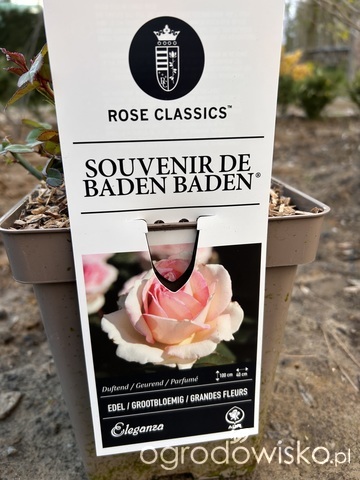 ROSE CLASSICS™
SOUVENIR DE
BADEN BADEN®
Duftend / Geurend / Parfumé
100 cm 60 cm
EDEL / GROOTBLOEMIG / GRANDES FLEURS
Eleganza
ADR
ogrodowisko.pl